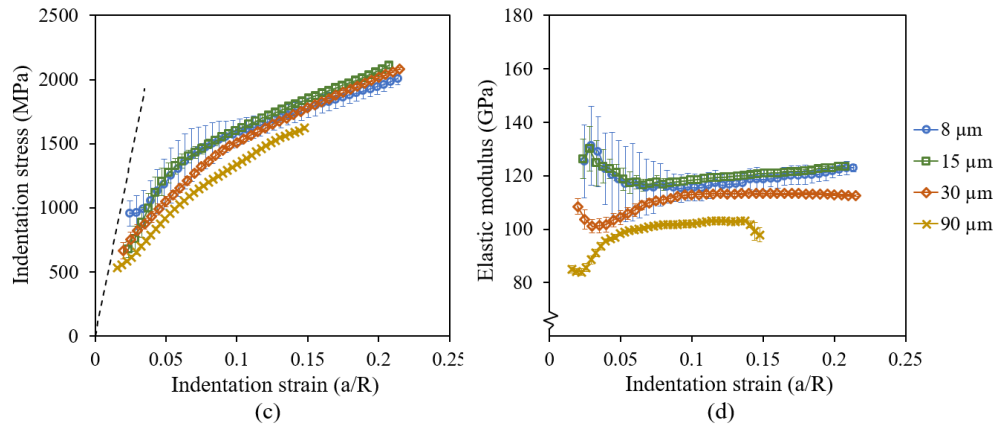 2500
2000
1500
1000
500
0
0
0.05
0.1
0.15
0.2
0.25
Indentation stress (MPa)
Indentation strain (a/R)
(c)
180
160
140
120
100
80
0
0.05
0.1
0.15
0.2
0.25
Elastic modulus (GPa)
Indentation strain (a/R)
(d)
8 µm
15 µm
30 µm
90 µm